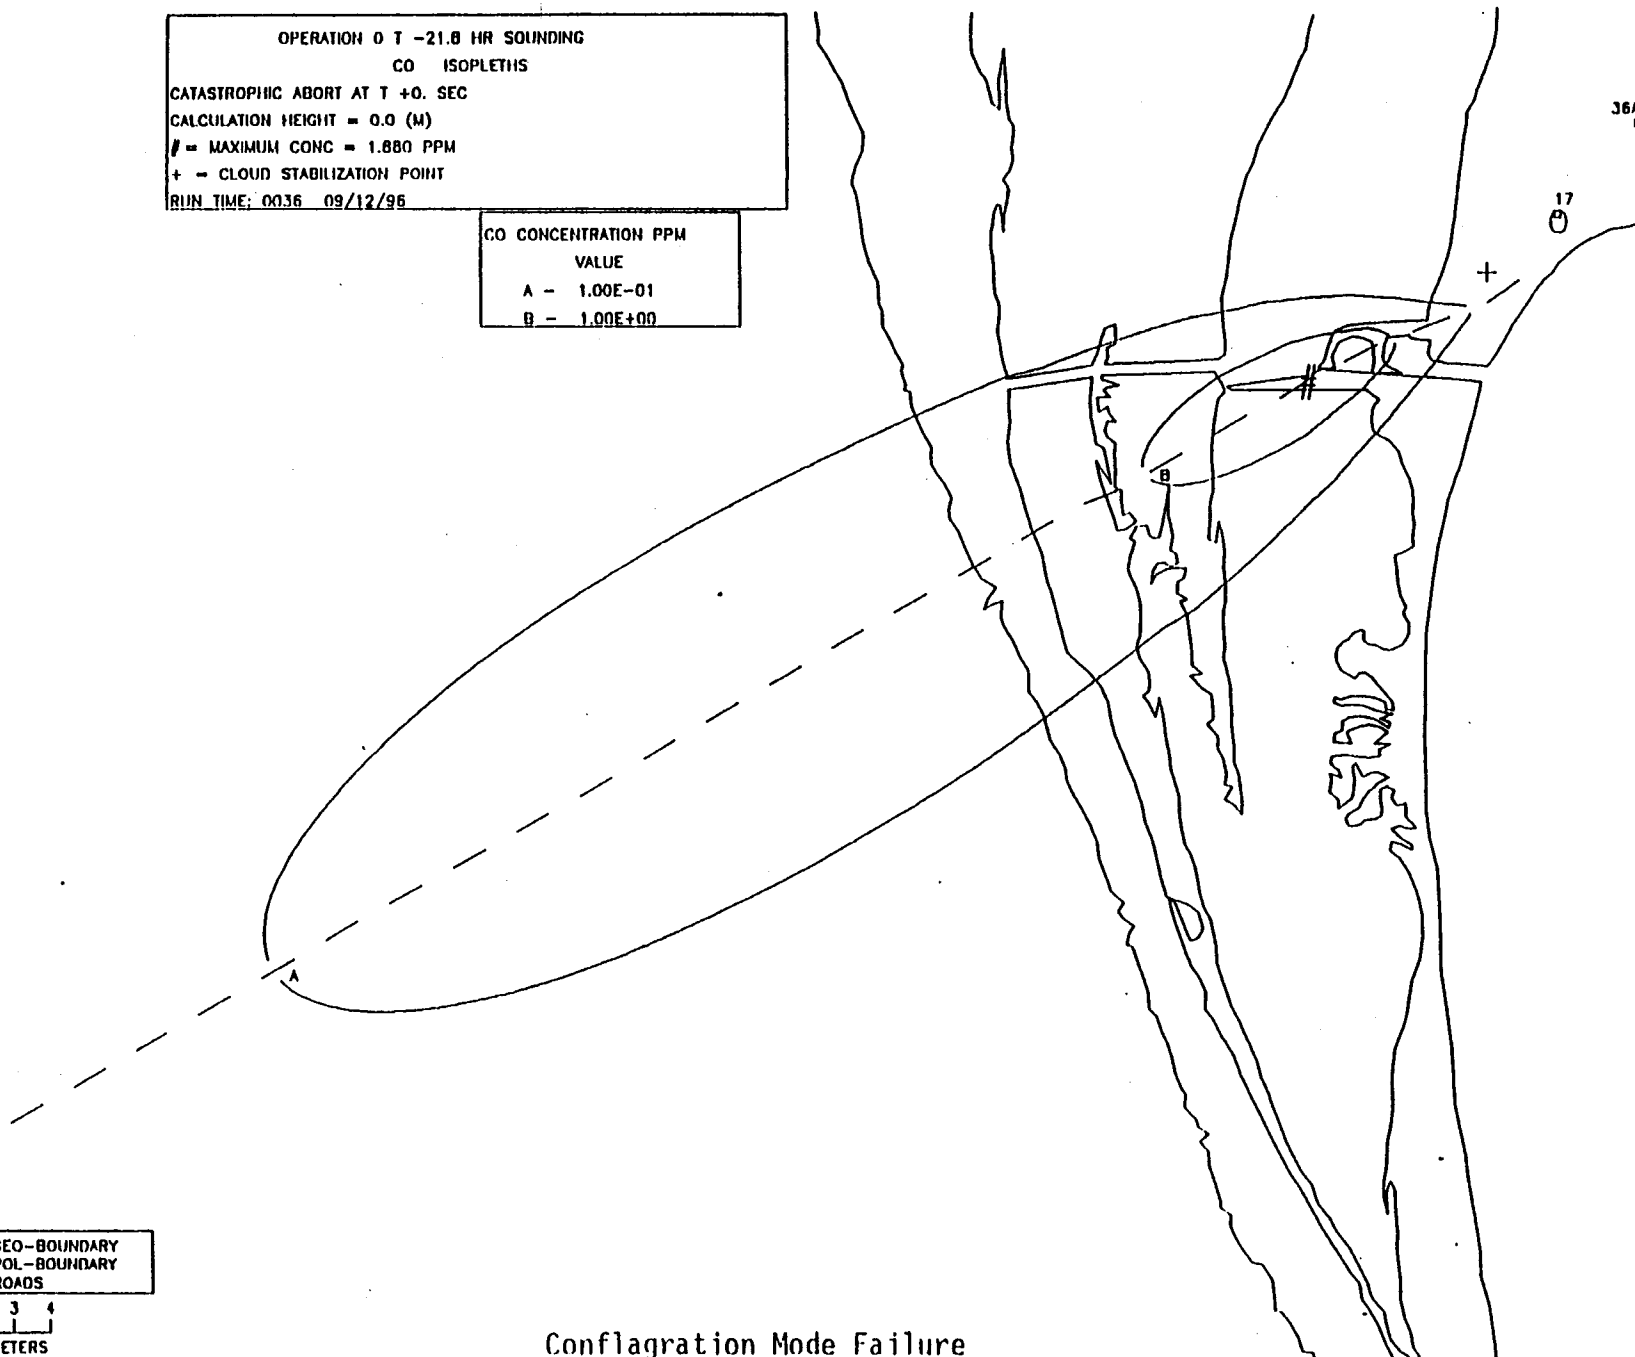 OPERATION 0 T -21.8 HR SOUNDING
CO ISOPLETHS
CATASTROPHIC ABORT AT T +0. SEC
CALCULATION HEIGHT = 0.0 (M)
# = MAXIMUM CONC = 1.880 PPM
+ = CLOUD STABILIZATION POINT
RUN TIME: 0036 09/12/96
CO CONCENTRATION PPM
VALUE
A - 1.00E-01
B - 1.00E+00
17
+
#
B
A
EO-BOUNDARY
OL-BOUNDARY
OADS
3 4
ETERS
Conflagration Mode Failure